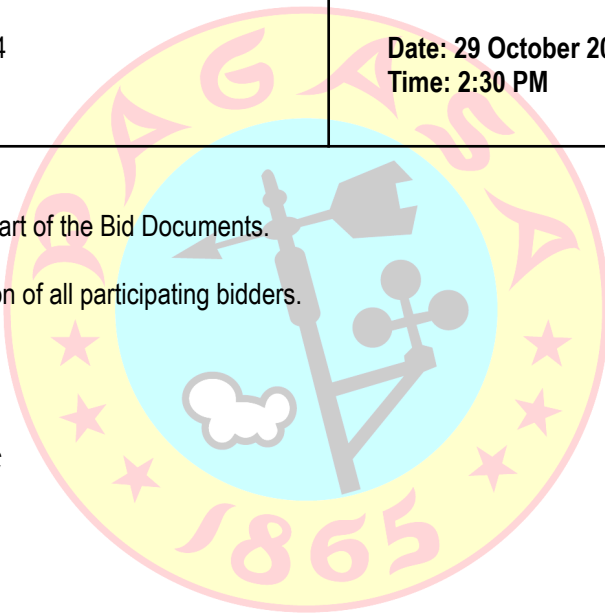 4
Date: 29 October 20
Time: 2:30 PM
PAGASA
art of the Bid Documents.
on of all participating bidders.
1865